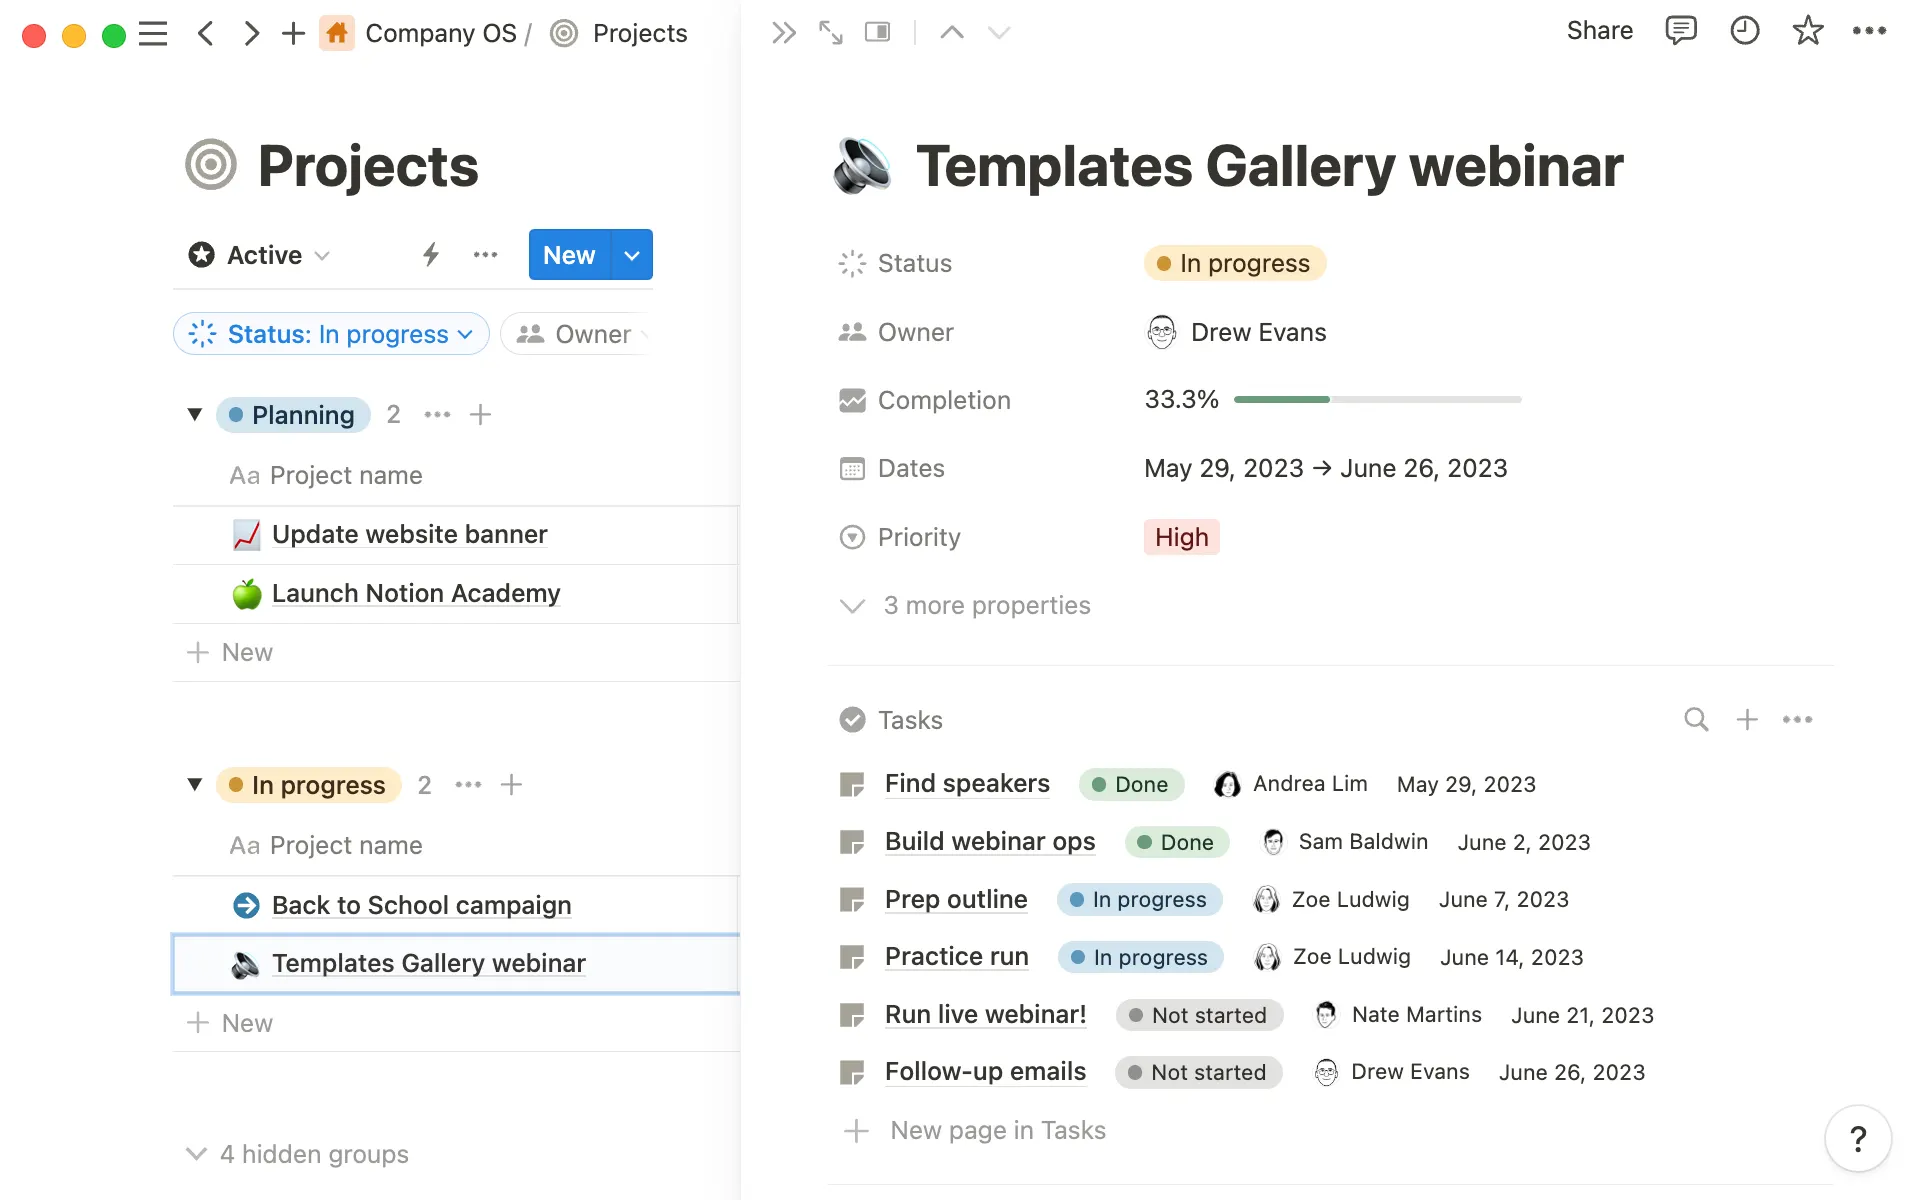 Company OS / Projects
Projects
Active
New
Status: In progress
Owner
Planning 2
Aa Project name
Update website banner
Launch Notion Academy
New
In progress 2
Aa Project name
Back to School campaign
Templates Gallery webinar
New
4 hidden groups
Share
Templates Gallery webinar
Status In progress
Owner Drew Evans
Completion 33.3%
Dates May 29, 2023 → June 26, 2023
Priority High
3 more properties
Tasks
Find speakers Done Andrea Lim May 29, 2023
Build webinar ops Done Sam Baldwin June 2, 2023
Prep outline In progress Zoe Ludwig June 7, 2023
Practice run In progress Zoe Ludwig June 14, 2023
Run live webinar! Not started Nate Martins June 21, 2023
Follow-up emails Not started Drew Evans June 26, 2023
New page in Tasks
?